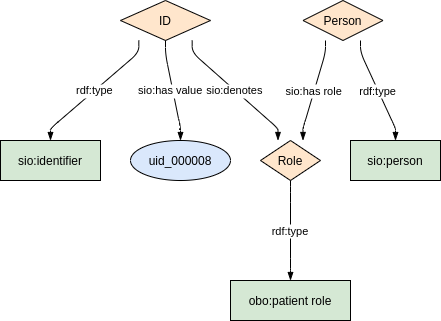 ID
Person
rdf:type
sio:has value
sio:denotes
sio:has role
rdf:type
sio:identifier
uid_000008
Role
sio:person
rdf:type
obo:patient role